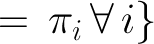 = π_i ∀ i}